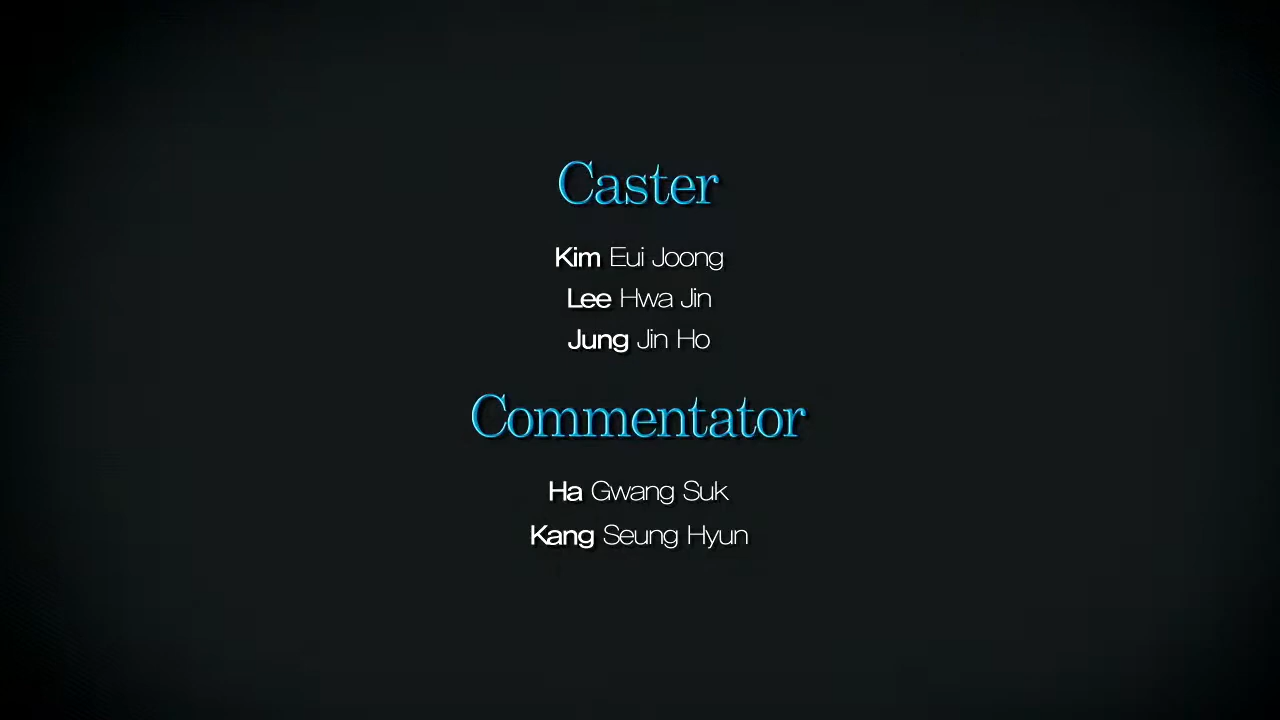 Caster
Kim Eui Joong
Lee Hwa Jin
Jung Jin Ho
Commentator
Ha Gwang Suk
Kang Seung Hyun